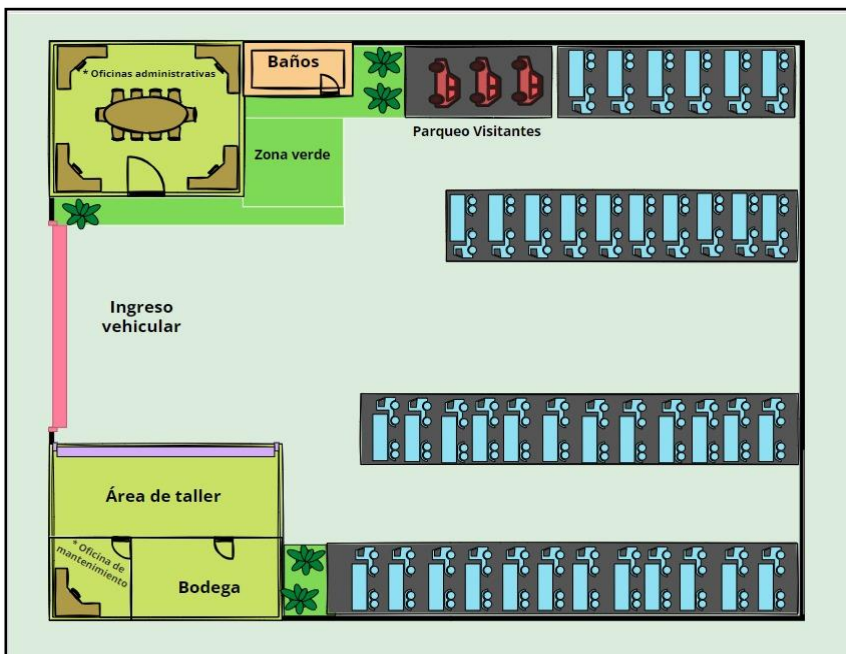 * Oficinas administrativas
Baños
Parqueo Visitantes
Zona verde
Ingreso
vehicular
Área de taller
* Oficina de
mantenimiento
Bodega